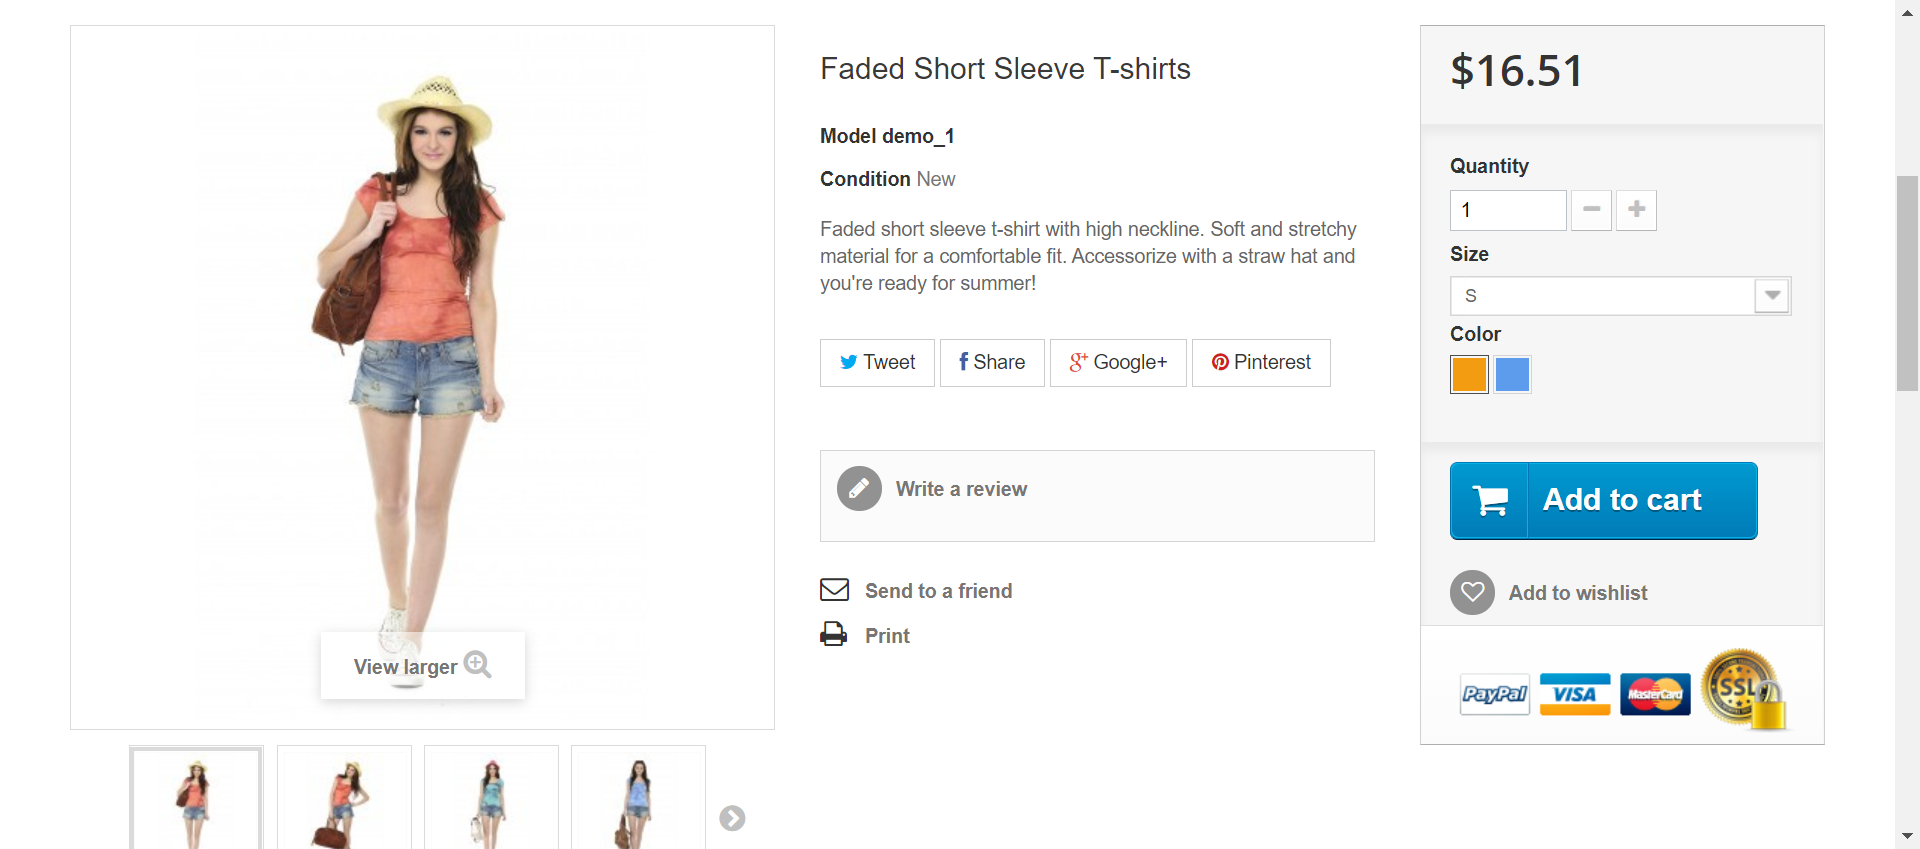 Faded Short Sleeve T-shirts
Model demo_1
Condition New
Faded short sleeve t-shirt with high neckline. Soft and stretchy
material for a comfortable fit. Accessorize with a straw hat and
you're ready for summer!
Tweet
Share
Google+
Pinterest
Write a review
Send to a friend
Print
View larger
$16.51
Quantity
1
Size
S
Color
Add to cart
Add to wishlist
PayPal
VISA
MasterCard
SSL